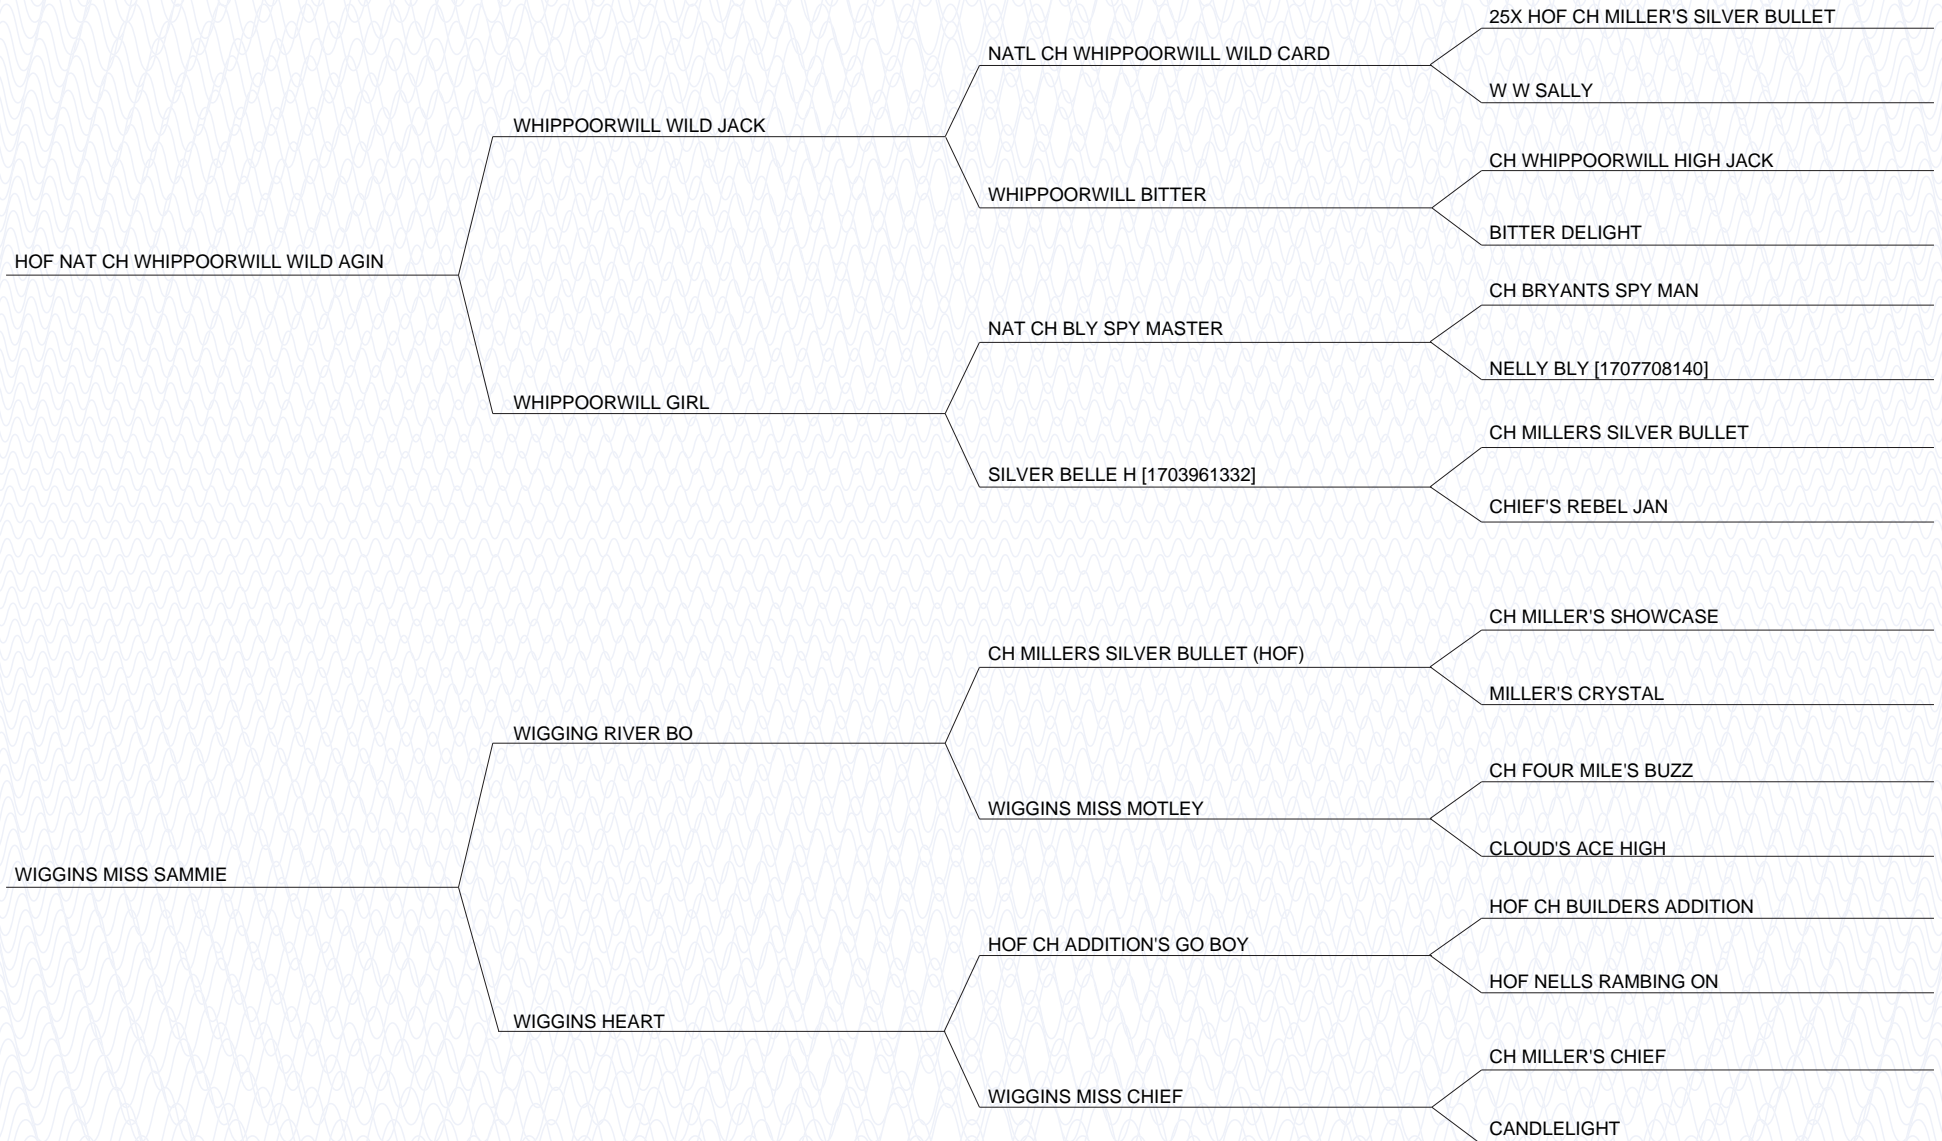 25X HOF CH MILLER'S SILVER BULLET
NATL CH WHIPPOORWILL WILD CARD
W W SALLY
WHIPPOORWILL WILD JACK
CH WHIPPOORWILL HIGH JACK
WHIPPOORWILL BITTER
BITTER DELIGHT
HOF NAT CH WHIPPOORWILL WILD AGIN
CH BRYANTS SPY MAN
NAT CH BLY SPY MASTER
NELLY BLY [1707708140]
WHIPPOORWILL GIRL
CH MILLERS SILVER BULLET
SILVER BELLE H [1703961332]
CHIEF'S REBEL JAN
CH MILLER'S SHOWCASE
CH MILLERS SILVER BULLET (HOF)
MILLER'S CRYSTAL
WIGGING RIVER BO
CH FOUR MILE'S BUZZ
WIGGINS MISS MOTLEY
CLOUD'S ACE HIGH
WIGGINS MISS SAMMIE
HOF CH BUILDERS ADDITION
HOF CH ADDITION'S GO BOY
HOF NELLS RAMBING ON
WIGGINS HEART
CH MILLER'S CHIEF
WIGGINS MISS CHIEF
CANDLELIGHT